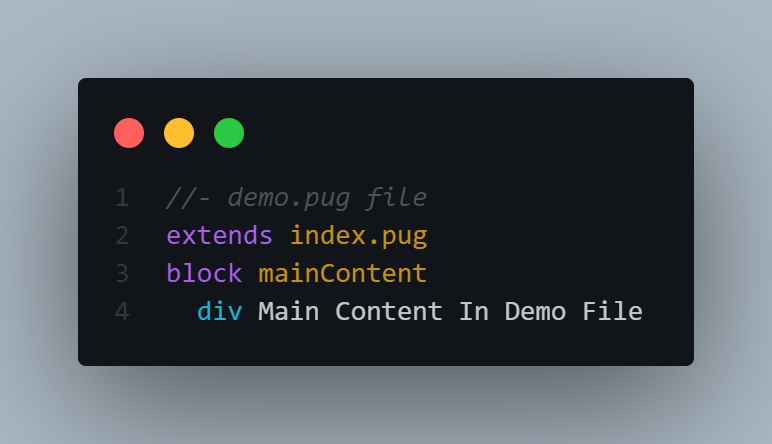 1 //- demo.pug file
2 extends index.pug
3 block mainContent
4   div Main Content In Demo File